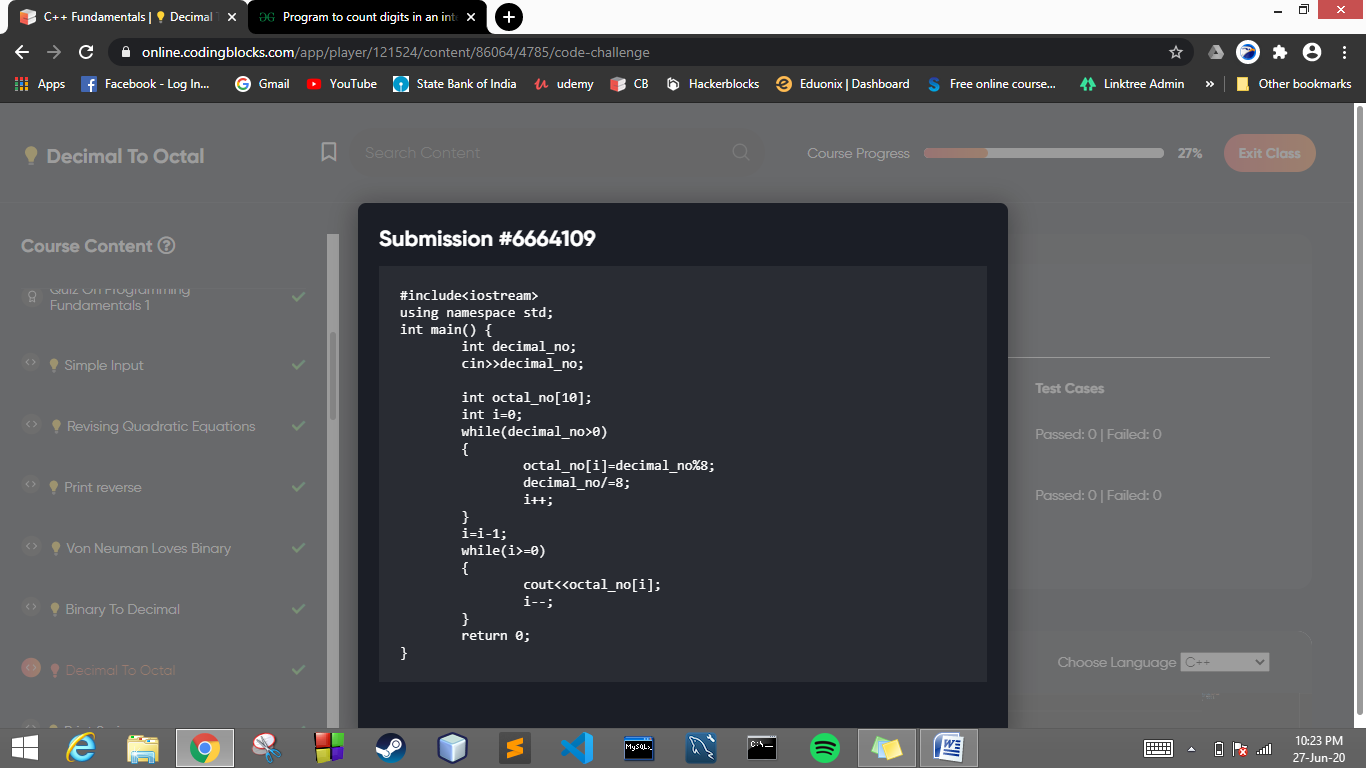 C++ Fundamentals | 💡 Decimal T
Program to count digits in an inte
online.codingblocks.com/app/player/121524/content/86064/4785/code-challenge
Apps
Facebook - Log In...
Gmail
YouTube
State Bank of India
udemy
CB
Hackerblocks
Eduonix | Dashboard
Free online course...
Linktree Admin
»
Other bookmarks
💡 Decimal To Octal
Search Content
Course Progress
27%
Exit Class
Course Content
Quiz On Programming
Fundamentals 1
💡 Simple Input
💡 Revising Quadratic Equations
💡 Print reverse
💡 Von Neuman Loves Binary
💡 Binary To Decimal
💡 Decimal To Octal
Submission #6664109
#include<iostream>
using namespace std;
int main() {
int decimal_no;
cin>>decimal_no;
int octal_no[10];
int i=0;
while(decimal_no>0)
{
octal_no[i]=decimal_no%8;
decimal_no/=8;
i++;
}
i=i-1;
while(i>=0)
{
cout<<octal_no[i];
i--;
}
return 0;
}
Test Cases
Passed: 0 | Failed: 0
Passed: 0 | Failed: 0
Choose Language C++
MySQL
C:\_
10:23 PM
27-Jun-20